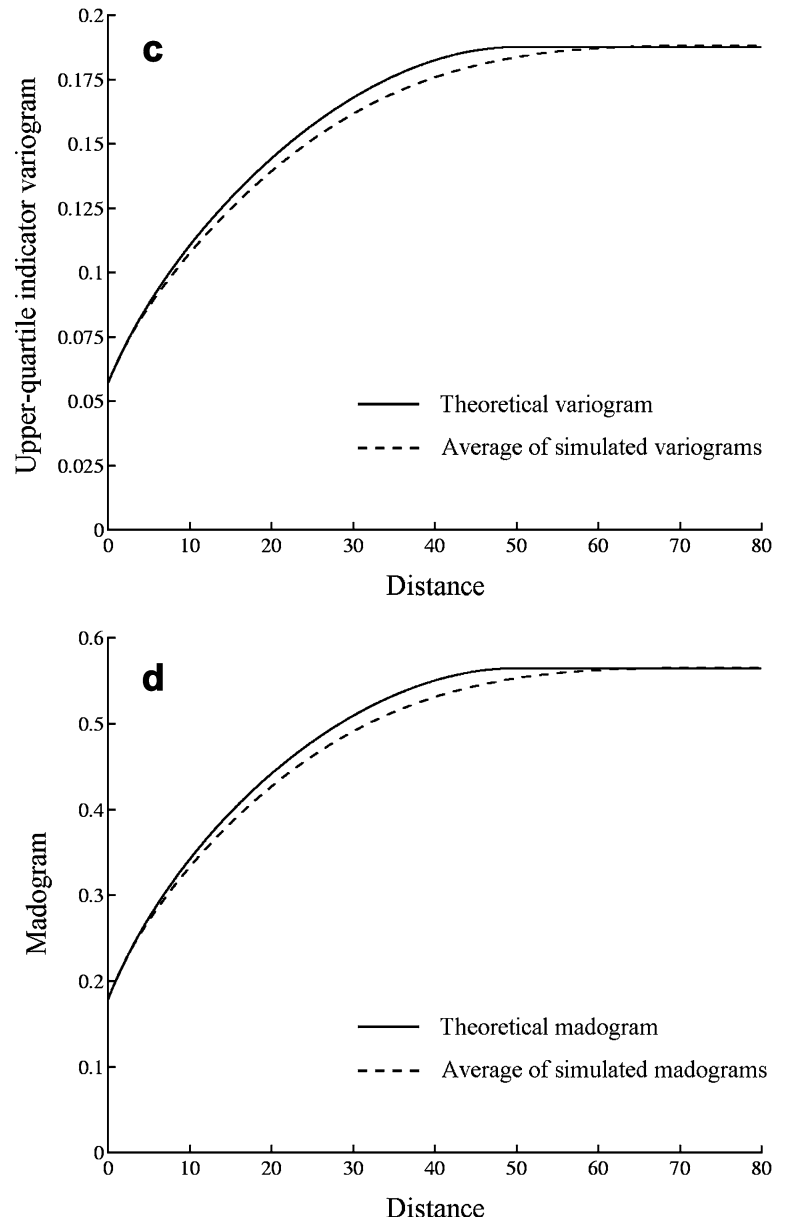 0.2
c
0.175
0.15
0.125
0.1
0.075
0.05
0.025
0
Upper-quartile indicator variogram
Theoretical variogram
Average of simulated variograms
0 10 20 30 40 50 60 70 80
Distance
0.6
d
0.5
0.4
0.3
0.2
0.1
0
Madogram
Theoretical madogram
Average of simulated madograms
0 10 20 30 40 50 60 70 80
Distance